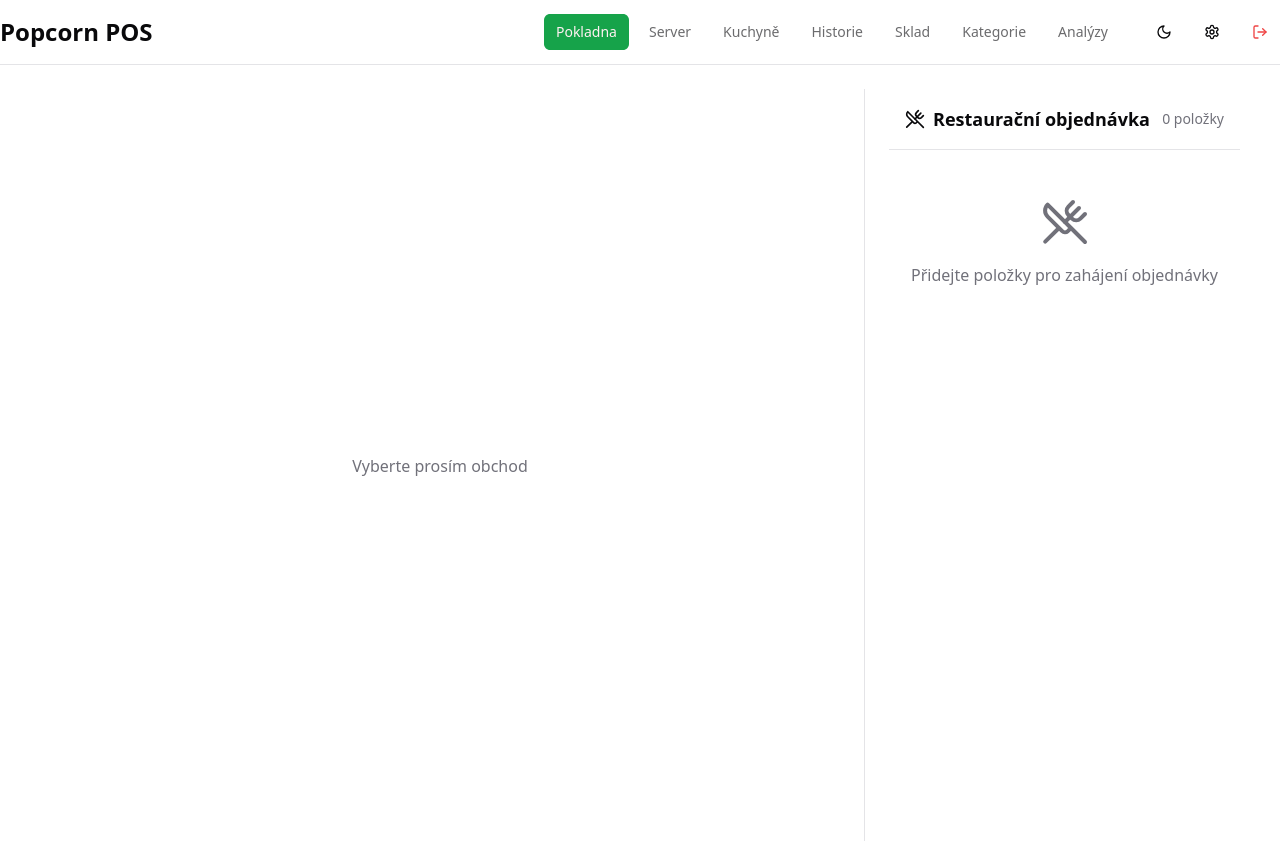 Popcorn POS
Pokladna Server Kuchyně Historie Sklad Kategorie Analýzy
Restaurační objednávka 0 položky
Přidejte položky pro zahájení objednávky
Vyberte prosím obchod